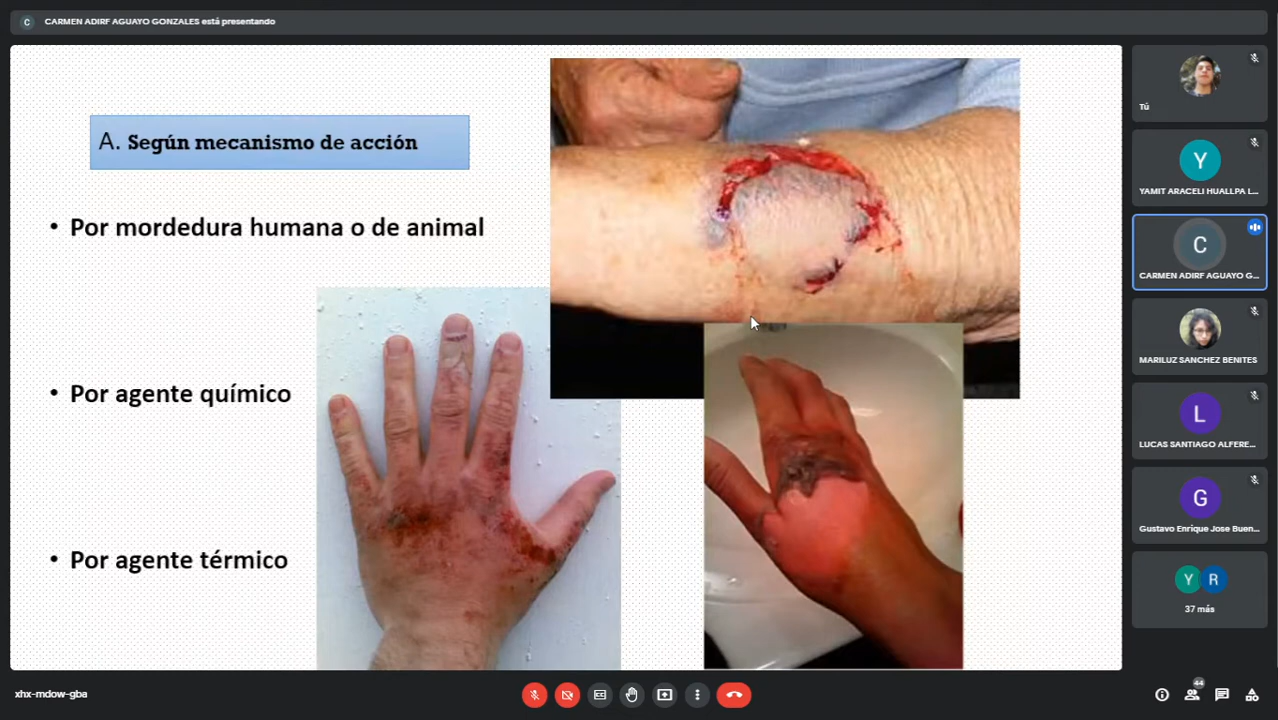 C CARMEN ADIRF AGUAYO GONZALES está presentando
A. Según mecanismo de acción
• Por mordedura humana o de animal
• Por agente químico
• Por agente térmico
Tú
Y
YAMIT ARACELI HUALLPA L...
C
CARMEN ADIRF AGUAYO G...
MARILUZ SANCHEZ BENITES
L
LUCAS SANTIAGO ALFERE...
G
Gustavo Enrique Jose Buen...
Y R
37 más
xhx-mdow-gba
44